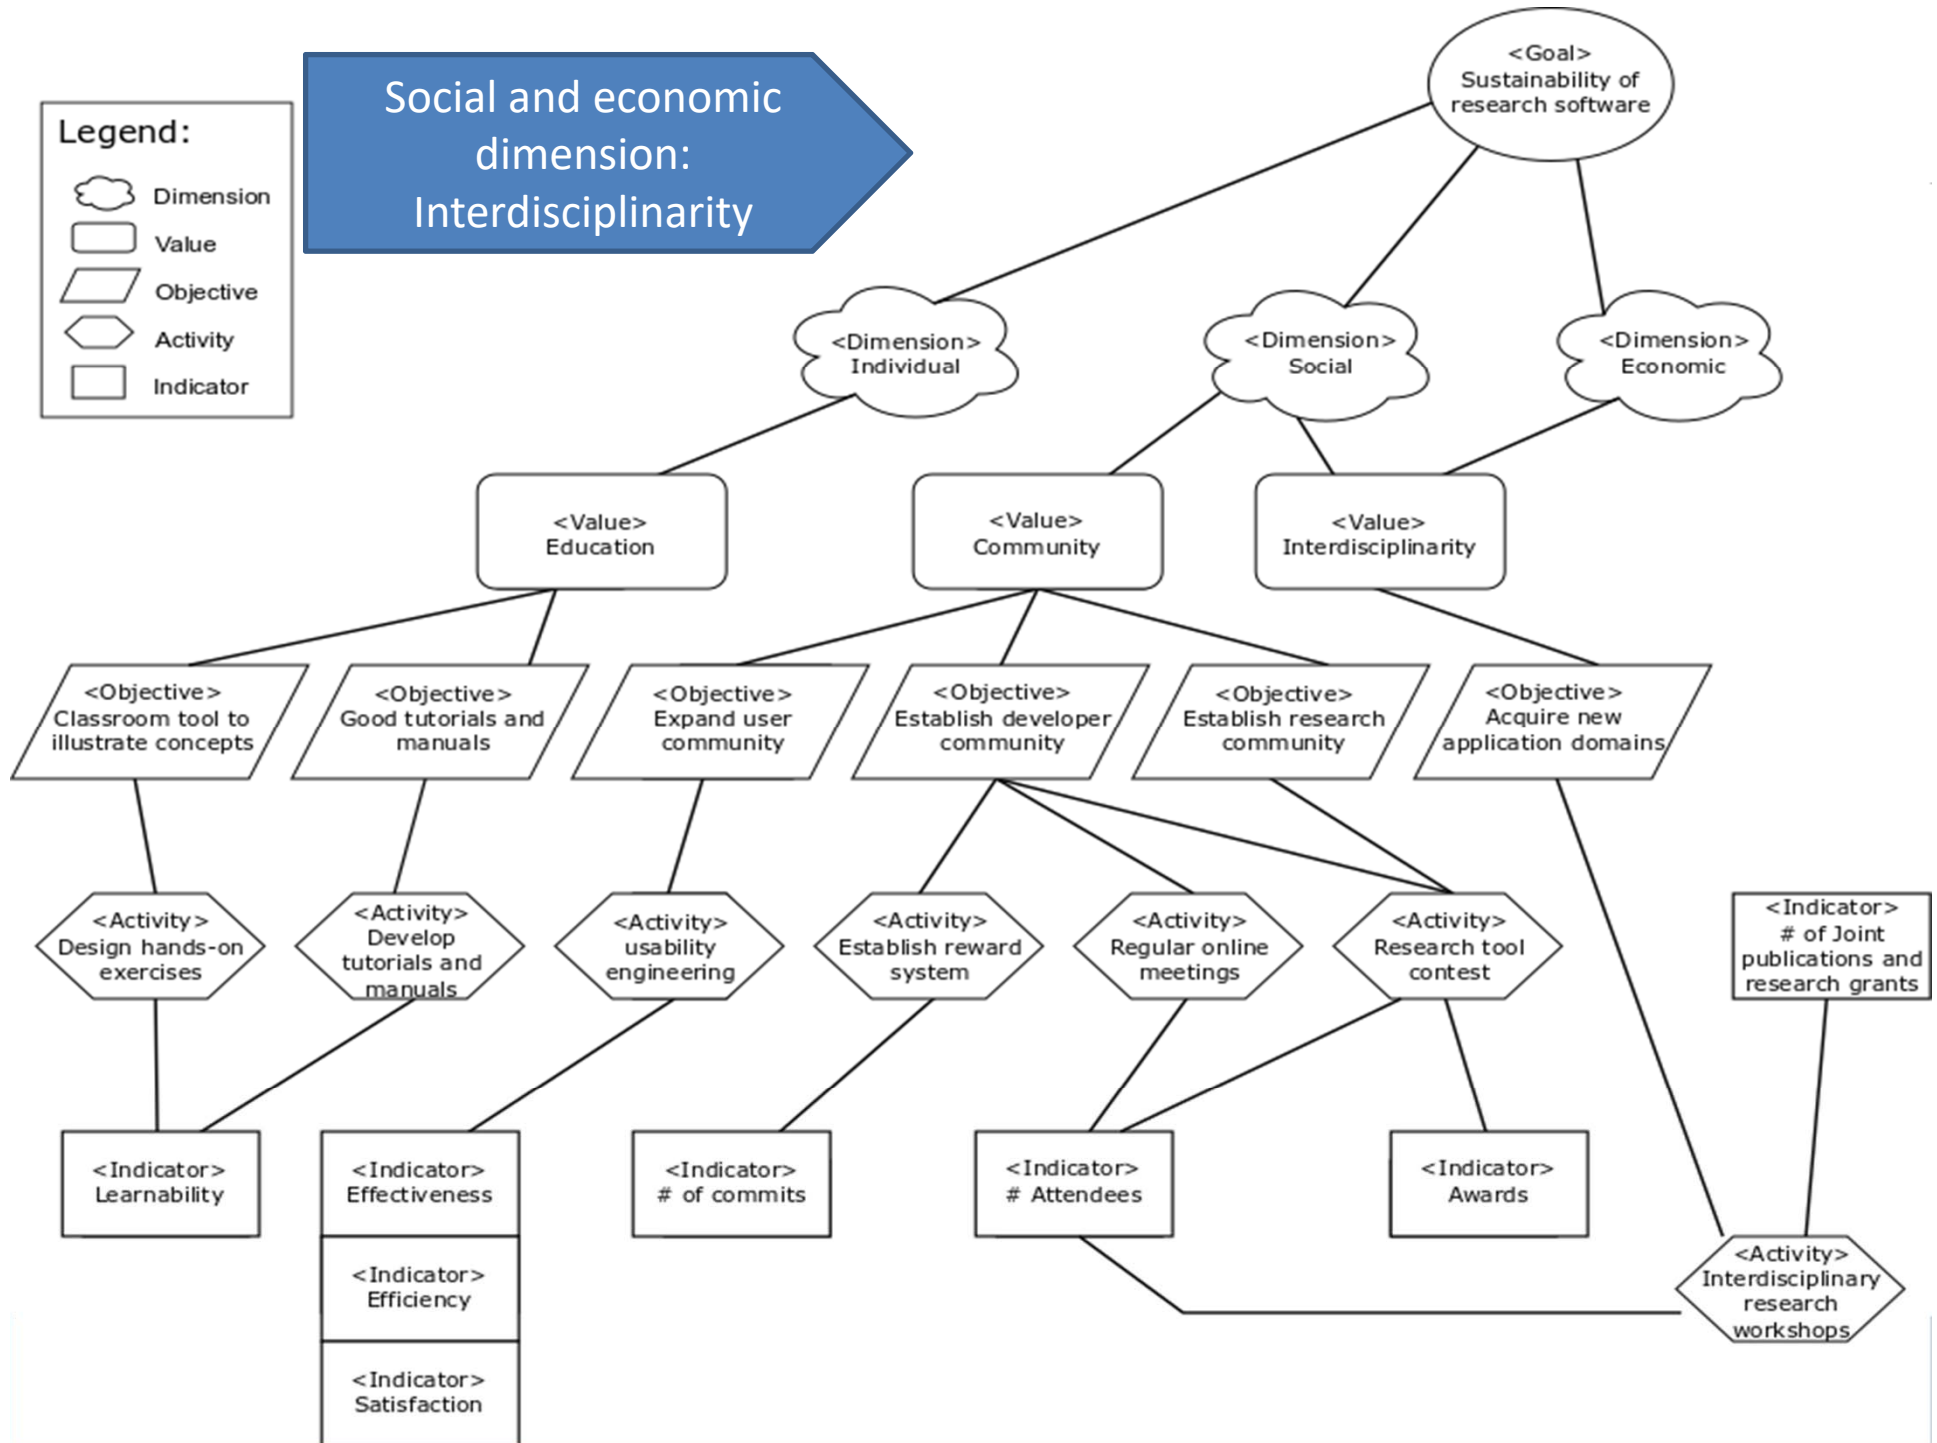 <Goal>
Sustainability of
research software
Social and economic
dimension:
Interdisciplinarity
Legend:
Dimension
Value
Objective
Activity
Indicator
<Dimension>
Individual
<Dimension>
Social
<Dimension>
Economic
<Value>
Education
<Value>
Community
<Value>
Interdisciplinarity
<Objective>
Classroom tool to
illustrate concepts
<Objective>
Good tutorials and
manuals
<Objective>
Expand user
community
<Objective>
Establish developer
community
<Objective>
Establish research
community
<Objective>
Acquire new
application domains
<Activity>
Design hands-on
exercises
<Activity>
Develop
tutorials and
manuals
<Activity>
usability
engineering
<Activity>
Establish reward
system
<Activity>
Regular online
meetings
<Activity>
Research tool
contest
<Indicator>
# of Joint
publications and
research grants
<Indicator>
Learnability
<Indicator>
Effectiveness
<Indicator>
Efficiency
<Indicator>
Satisfaction
<Indicator>
# of commits
<Indicator>
# Attendees
<Indicator>
Awards
<Activity>
Interdisciplinary
research
workshops